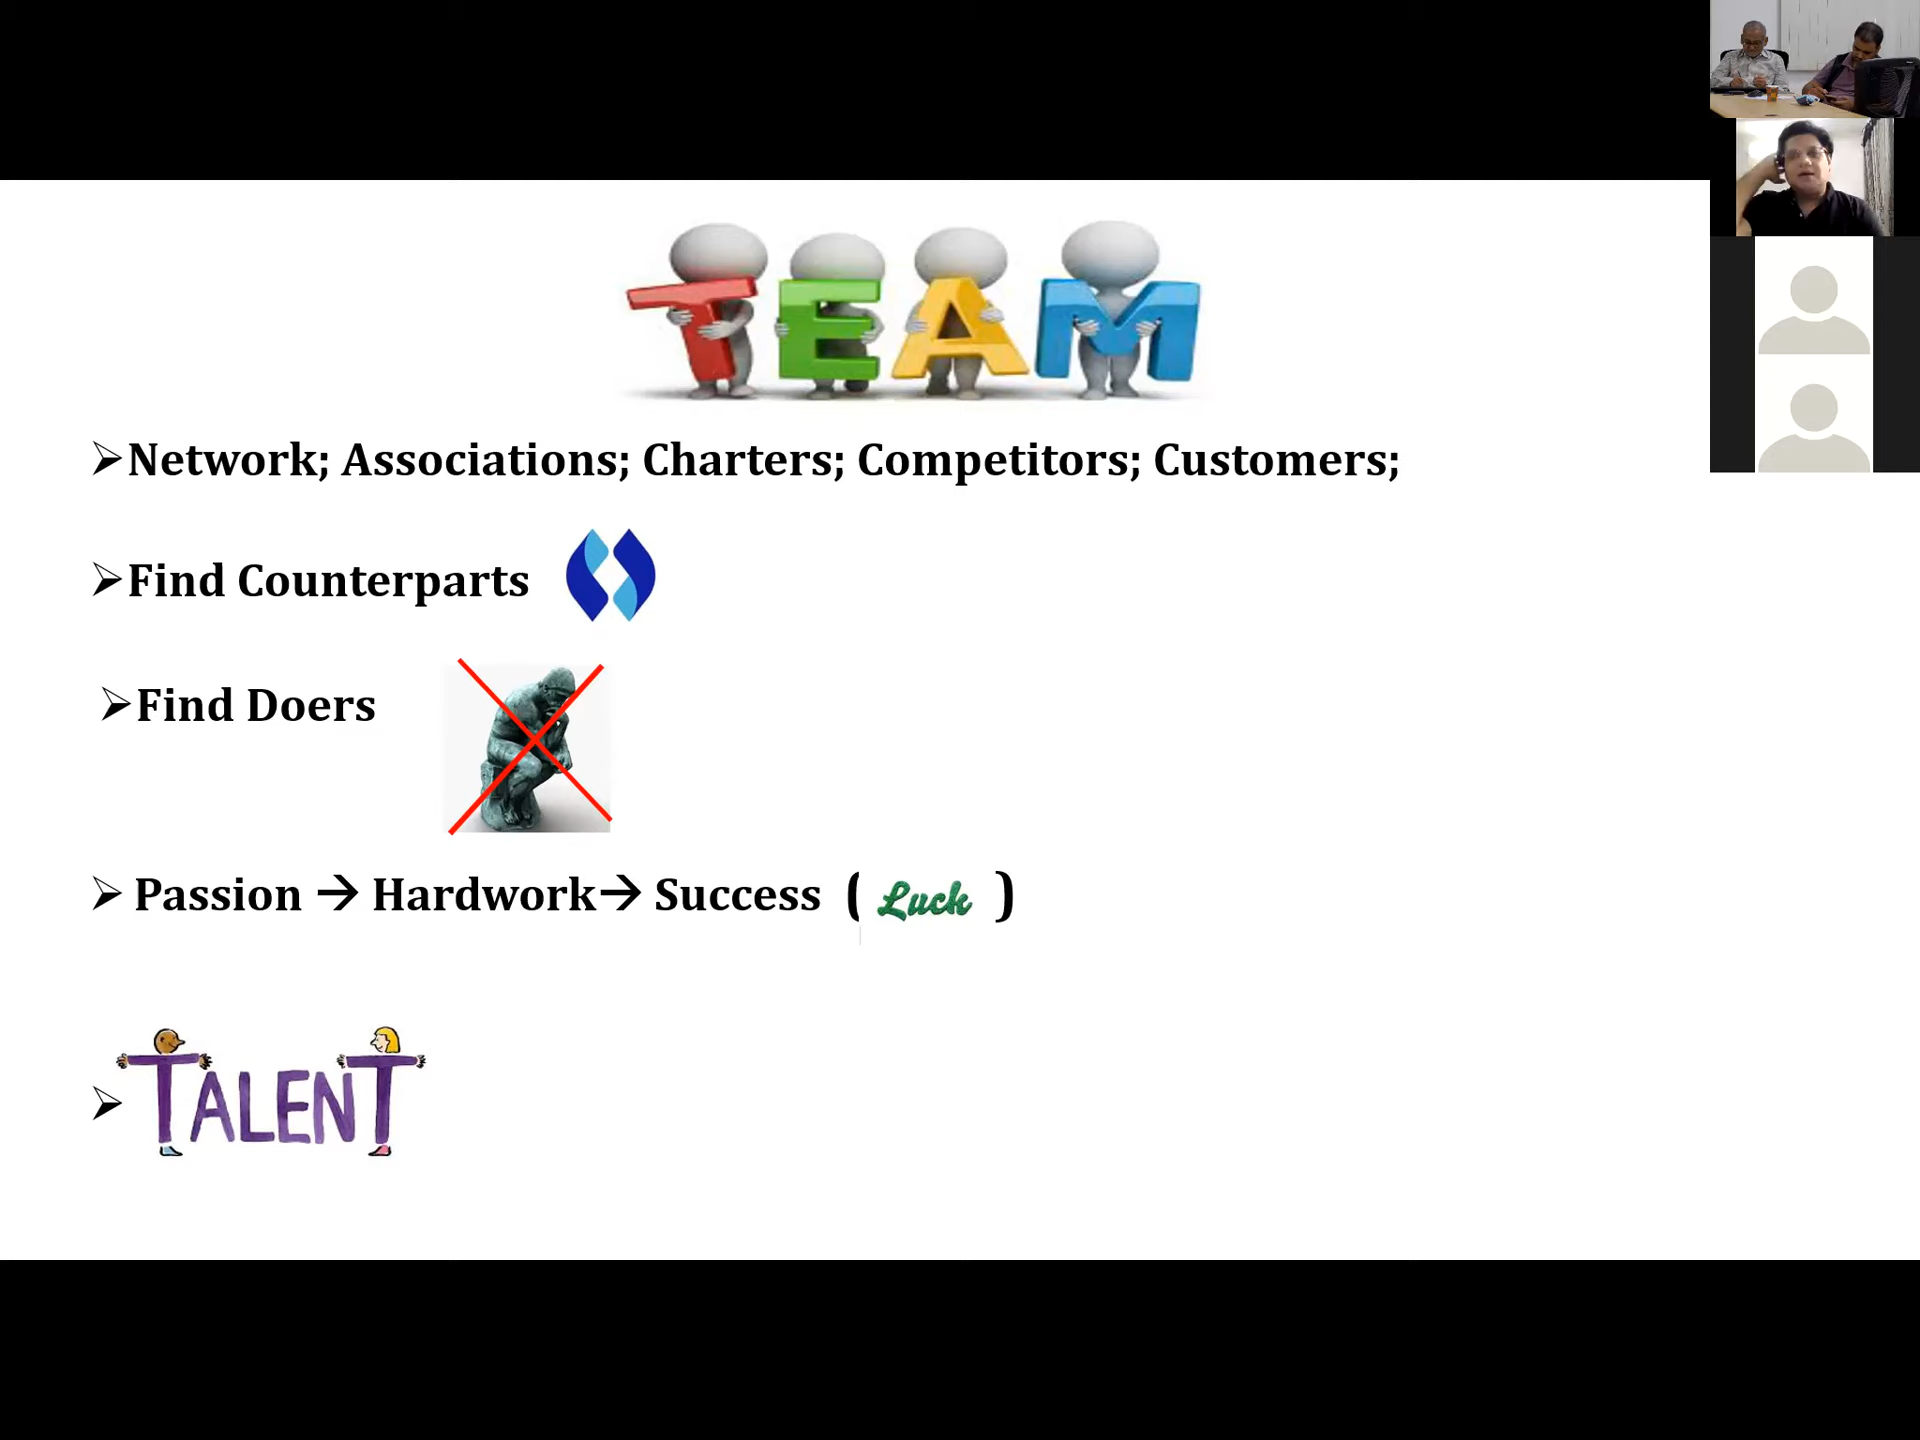 TEAM
➢Network; Associations; Charters; Competitors; Customers;
➢Find Counterparts
➢Find Doers
➢ Passion → Hardwork→ Success ( Luck )
➢ TALENT